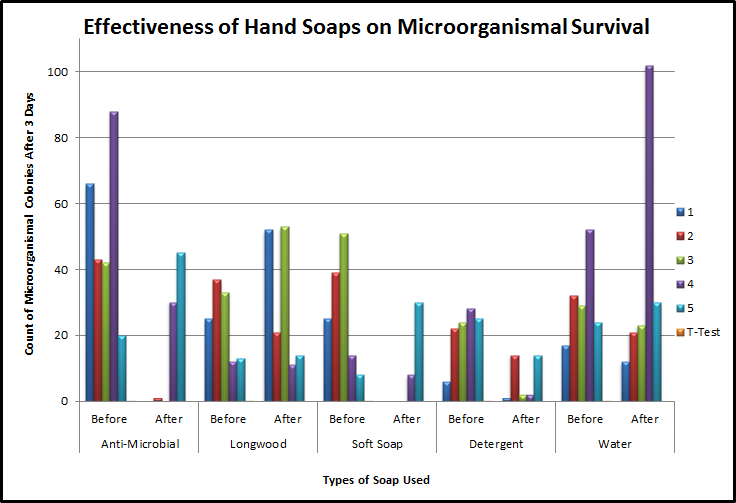 Effectiveness of Hand Soaps on Microorganismal Survival
Count of Microorganismal Colonies After 3 Days
100
80
60
40
20
0
Before After Before After Before After Before After Before After
Anti-Microbial Longwood Soft Soap Detergent Water
Types of Soap Used
1
2
3
4
5
T-Test